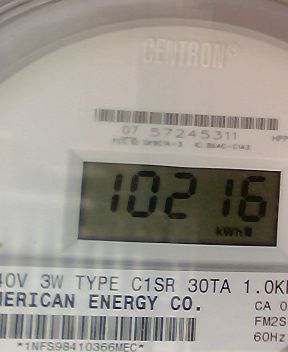 CENTRON®
07 57245311
10216
kWh
40V 3W TYPE C1SR 30TA 1.0K
MERICAN ENERGY CO.
CA 0
FM2S
60Hz
*1NFS98410366MEC*